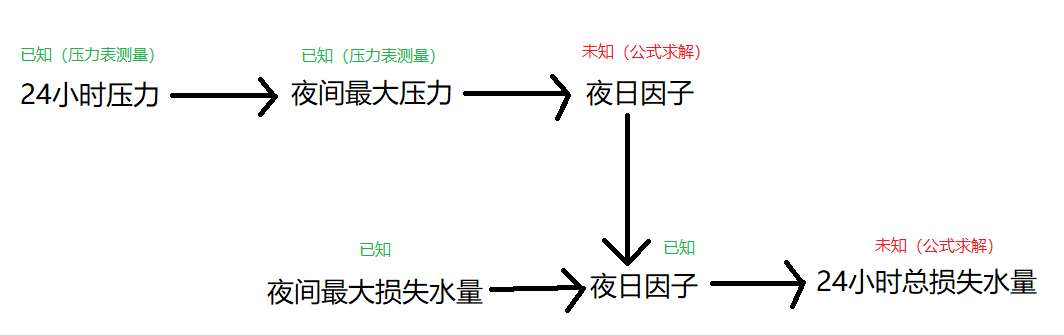 已知（压力表测量）
已知（压力表测量）
未知（公式求解）
24小时压力
夜间最大压力
夜日因子
已知
已知
未知（公式求解）
夜间最大损失水量
夜日因子
24小时总损失水量